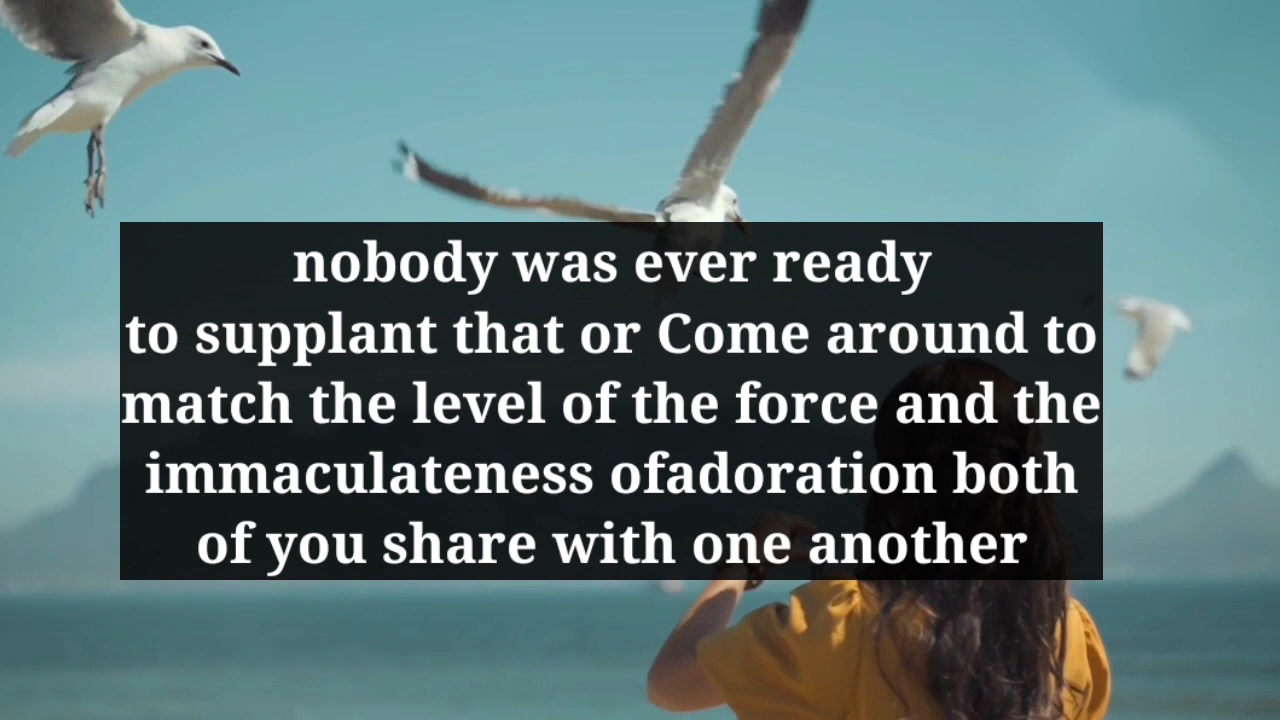 nobody was ever ready
to supplant that or Come around to
match the level of the force and the
immaculateness ofadoration both
of you share with one another